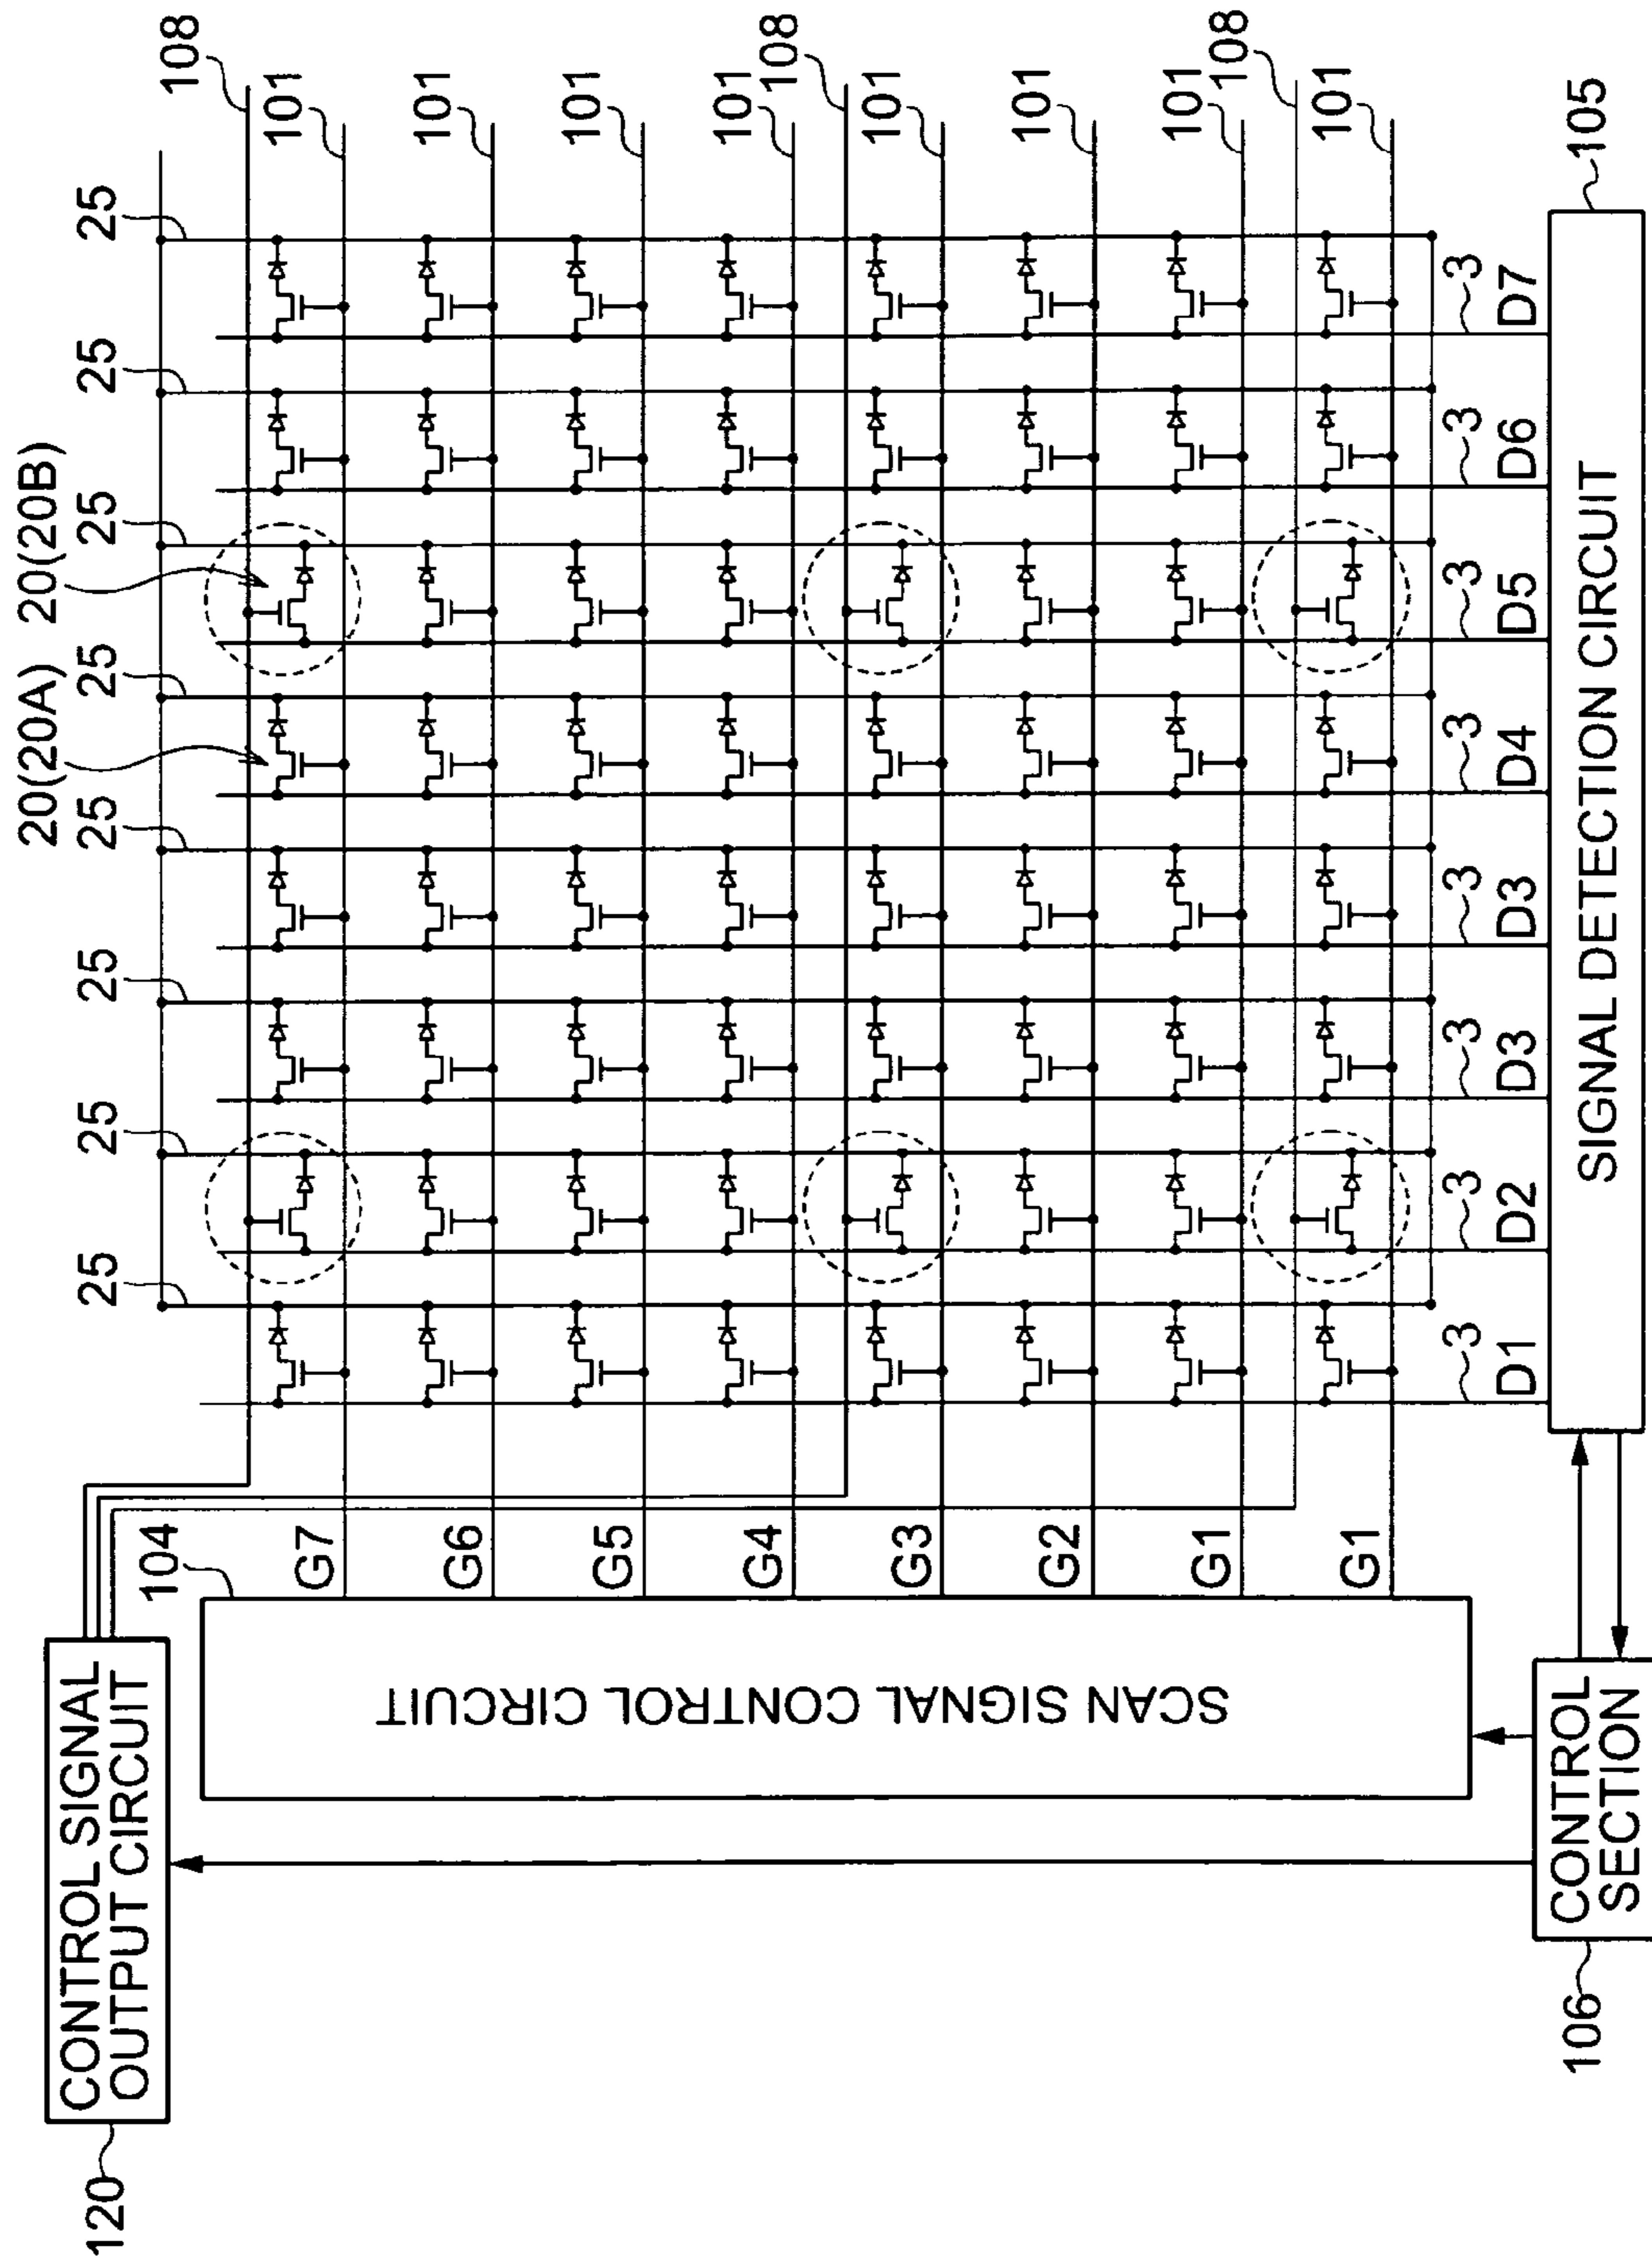 20(20A) 20(20B)
120
CONTROL SIGNAL
OUTPUT CIRCUIT
25 25 25 25 25 25 25 25
104
108
G7 101
G6 101
G5 101
G4 101
108
G3 101
G2 101
G1 101
108
G1 101
SCAN SIGNAL CONTROL CIRCUIT
3 3 3 3 3 3 3 3
D1 D2 D3 D3 D4 D5 D6 D7
106
CONTROL
SECTION
SIGNAL DETECTION CIRCUIT
105